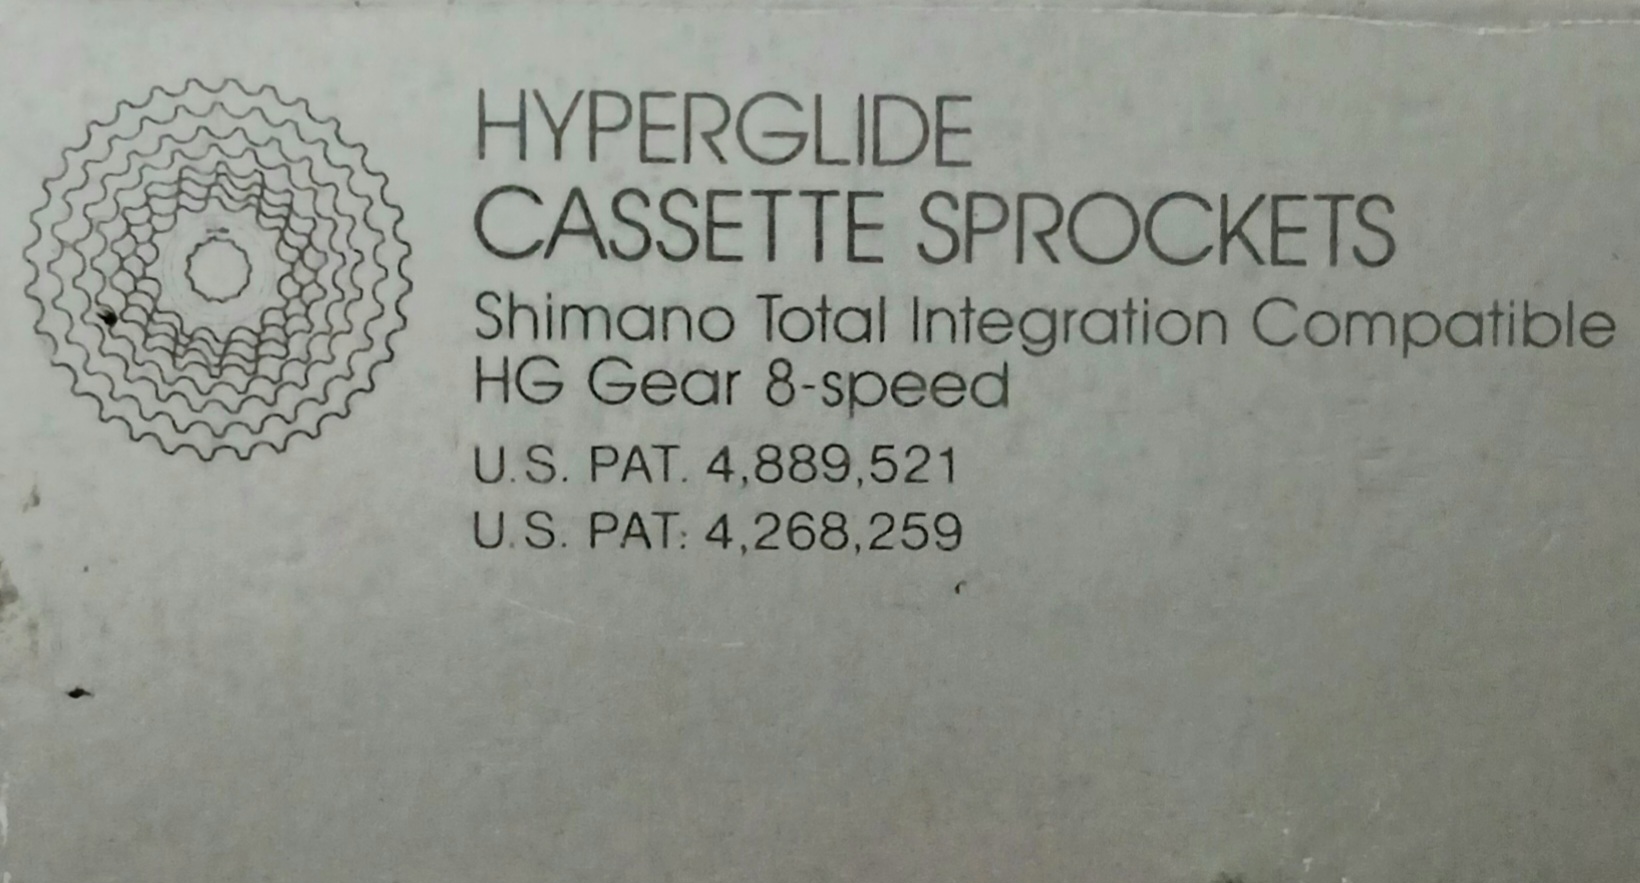 HYPERGLIDE
CASSETTE SPROCKETS
Shimano Total Integration Compatible
HG Gear 8-speed
U.S. PAT. 4,889,521
U.S. PAT: 4,268,259